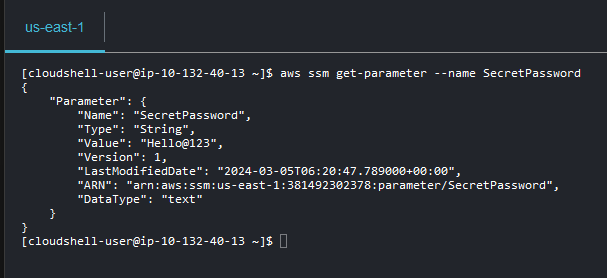 us-east-1
[cloudshell-user@ip-10-132-40-13 ~]$ aws ssm get-parameter --name SecretPassword
{
    "Parameter": {
        "Name": "SecretPassword",
        "Type": "String",
        "Value": "Hello@123",
        "Version": 1,
        "LastModifiedDate": "2024-03-05T06:20:47.789000+00:00",
        "ARN": "arn:aws:ssm:us-east-1:381492302378:parameter/SecretPassword",
        "DataType": "text"
    }
}
[cloudshell-user@ip-10-132-40-13 ~]$